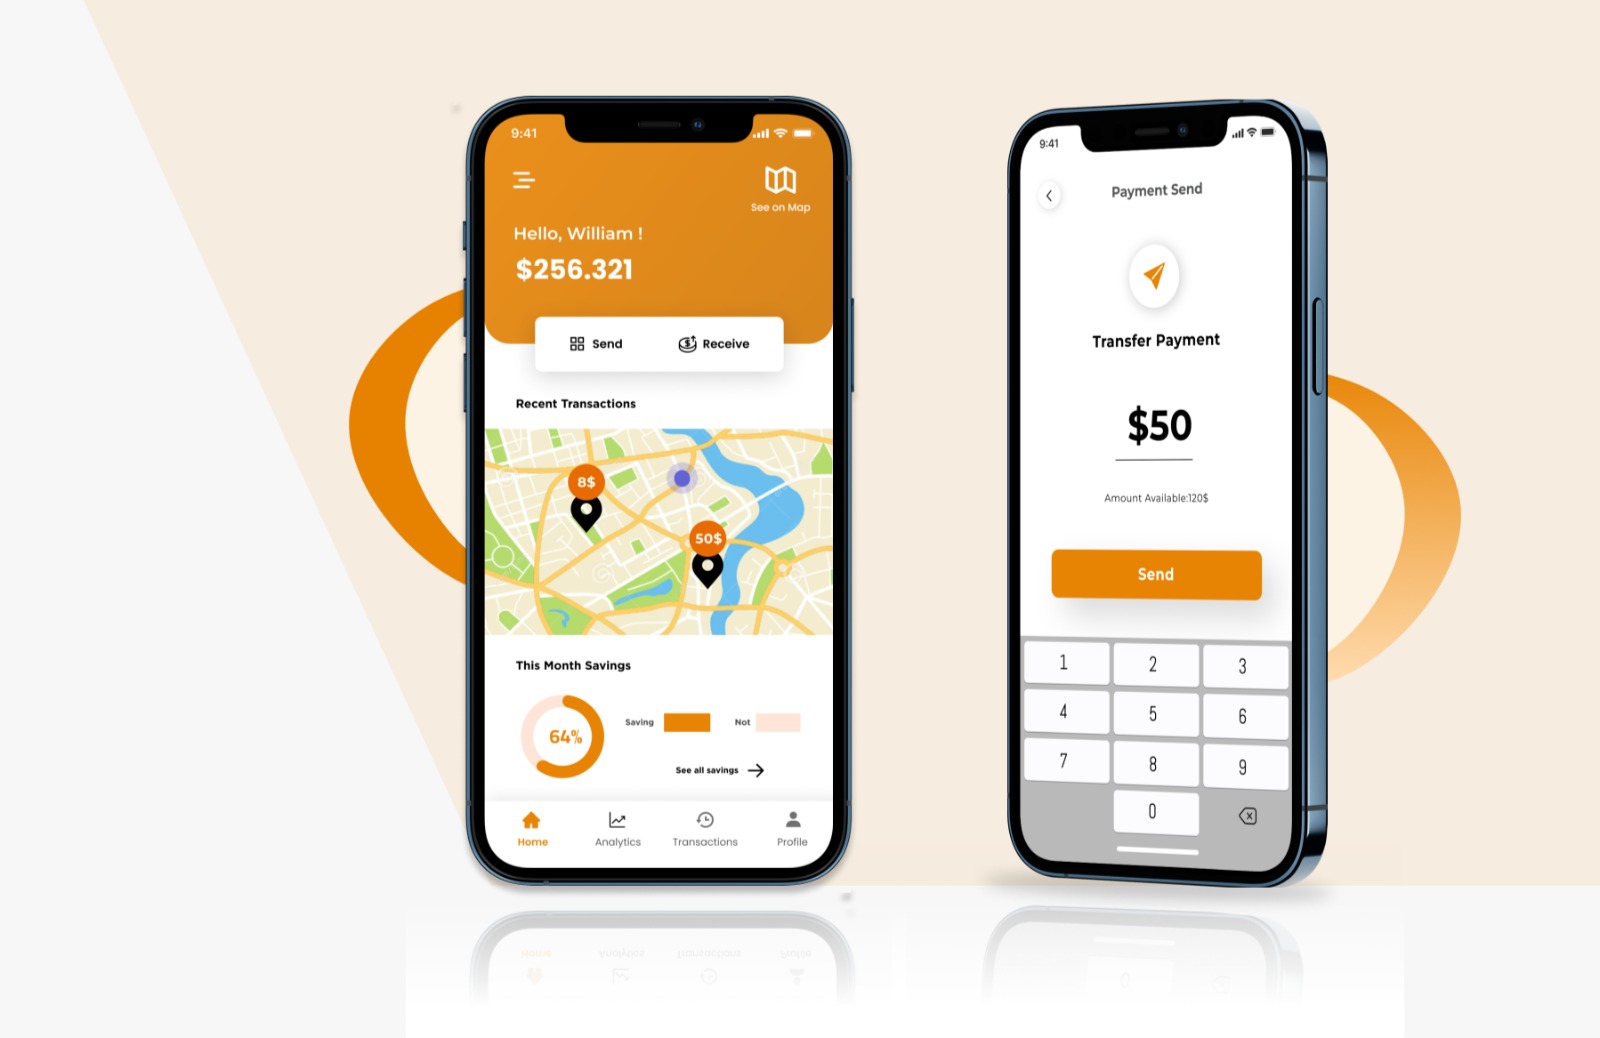 9:41
See on Map
Hello, William !
$256.321
Send
Receive
Recent Transactions
8$
50$
This Month Savings
64%
Saving
Not
See all savings
Home
Analytics
Transactions
Profile
9:41
Payment Send
Transfer Payment
$50
Amount Available:120$
Send
1
2
3
4
5
6
7
8
9
0